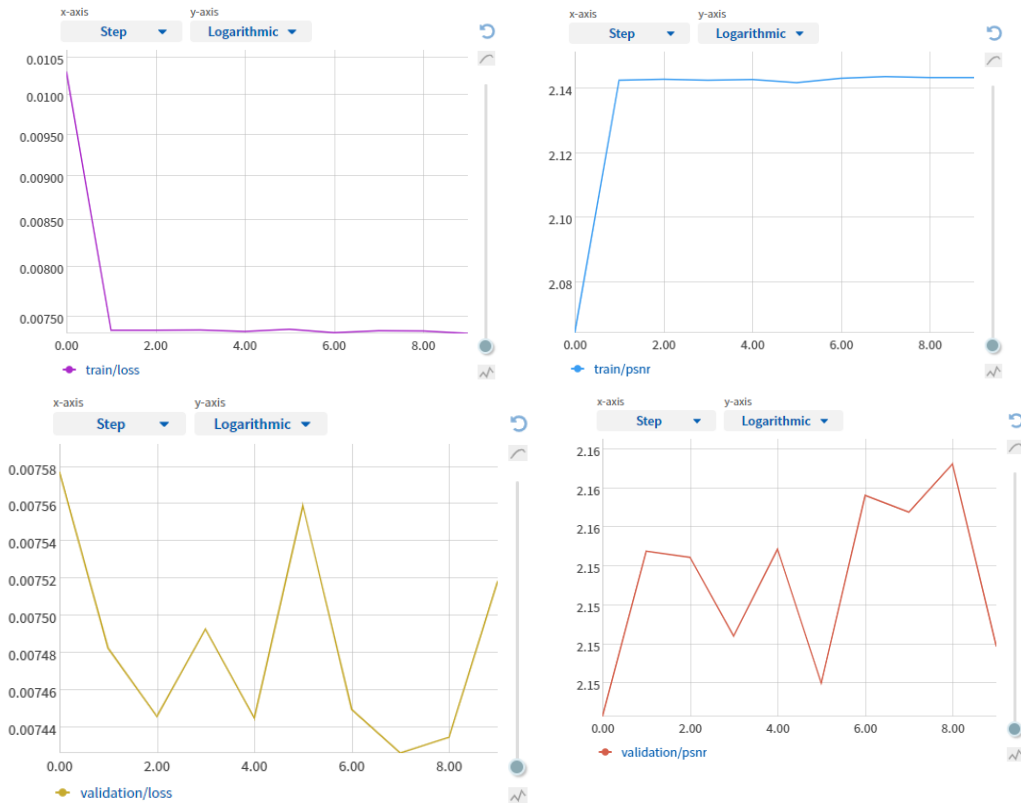 x-axis y-axis
Step Logarithmic
0.0105
0.0100
0.00950
0.00900
0.00850
0.00800
0.00750
0.00 2.00 4.00 6.00 8.00
train/loss
x-axis y-axis
Step Logarithmic
2.14
2.12
2.10
2.08
0.00 2.00 4.00 6.00 8.00
train/psnr
x-axis y-axis
Step Logarithmic
0.00758
0.00756
0.00754
0.00752
0.00750
0.00748
0.00746
0.00744
0.00 2.00 4.00 6.00 8.00
validation/loss
x-axis y-axis
Step Logarithmic
2.16
2.16
2.16
2.15
2.15
2.15
2.15
0.00 2.00 4.00 6.00 8.00
validation/psnr